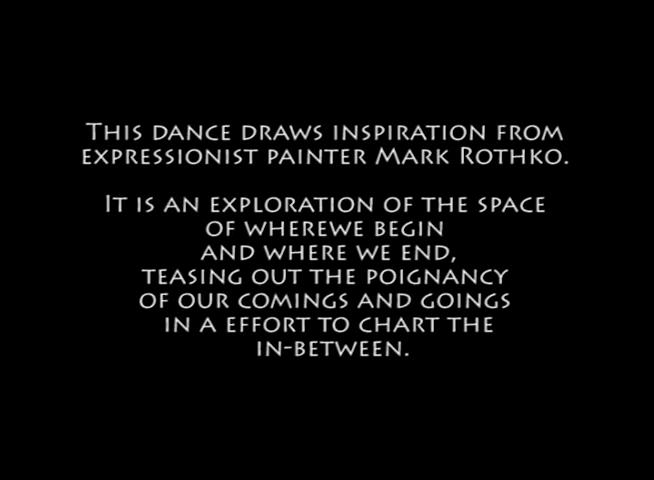 This dance draws inspiration from
expressionist painter Mark Rothko.
It is an exploration of the space
of wherewe begin
and where we end,
teasing out the poignancy
of our comings and goings
in a effort to chart the
in-between.